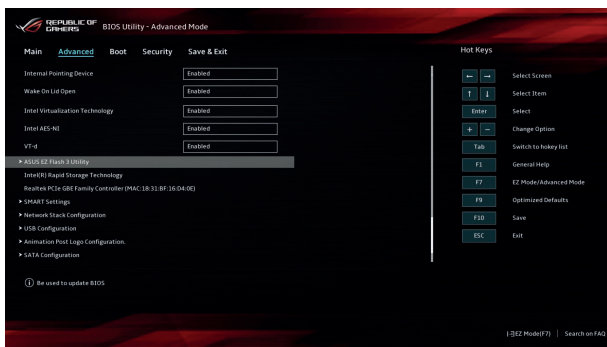 REPUBLIC OF
GAMERS
BIOS Utility - Advanced Mode
Main Advanced Boot Security Save & Exit
Internal Pointing Device Enabled
Wake On Lid Open Enabled
Intel Virtualization Technology Enabled
Intel AES-NI Enabled
VT-d Enabled
ASUS EZ Flash 3 Utility
Intel(R) Rapid Storage Technology
Realtek PCIe GBE Family Controller (MAC:18:31:BF:16:D4:0E)
SMART Settings
Network Stack Configuration
USB Configuration
Animation Post Logo Configuration.
SATA Configuration
Be used to update BIOS
Hot Keys
← → Select Screen
↑ ↓ Select Item
Enter Select
+ − Change Option
Tab Switch to hokey list
F1 General Help
F7 EZ Mode/Advanced Mode
F9 Optimized Defaults
F10 Save
ESC Exit
EZ Mode(F7) | Search on FAQ